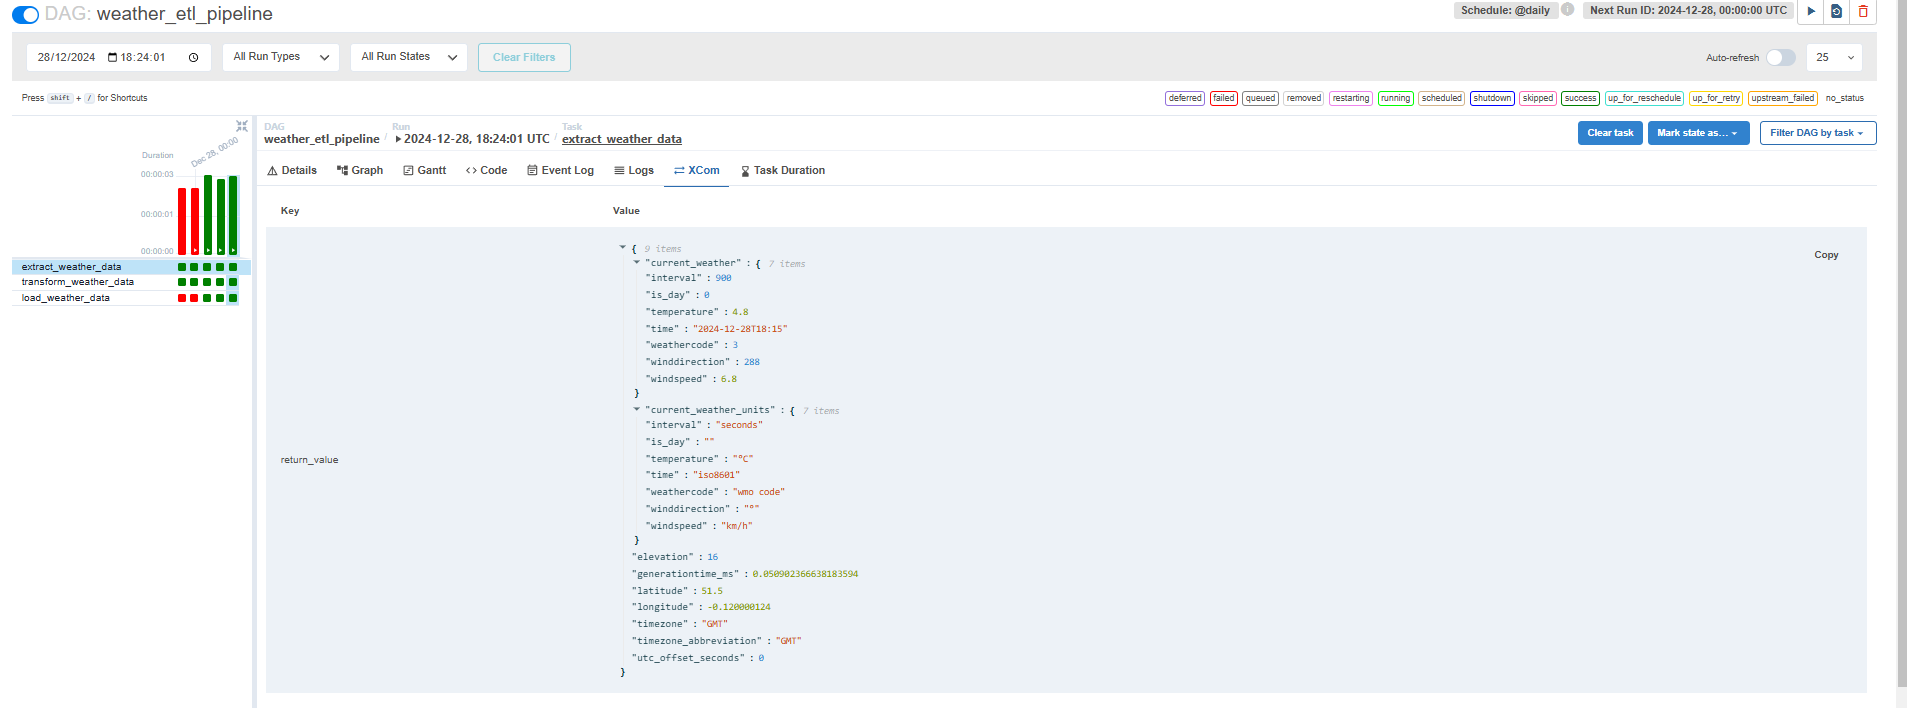 DAG: weather_etl_pipeline
Schedule: @daily
Next Run ID: 2024-12-28, 00:00:00 UTC
28/12/2024 18:24:01
All Run Types
All Run States
Clear Filters
Auto-refresh
25
Press shift + / for Shortcuts
deferred failed queued removed restarting running scheduled shutdown skipped success up_for_reschedule up_for_retry upstream_failed no_status
Duration
Dec 28, 00:00
00:00:03
00:00:01
00:00:00
extract_weather_data
transform_weather_data
load_weather_data
DAG
weather_etl_pipeline /
Run
2024-12-28, 18:24:01 UTC /
Task
extract_weather_data
Clear task
Mark state as...
Filter DAG by task
Details
Graph
Gantt
Code
Event Log
Logs
XCom
Task Duration
Key Value
return_value
Copy
{ 9 items
"current_weather" : { 7 items
"interval" : 900
"is_day" : 0
"temperature" : 4.8
"time" : "2024-12-28T18:15"
"weathercode" : 3
"winddirection" : 288
"windspeed" : 6.8
}
"current_weather_units" : { 7 items
"interval" : "seconds"
"is_day" : ""
"temperature" : "°C"
"time" : "iso8601"
"weathercode" : "wmo code"
"winddirection" : "°"
"windspeed" : "km/h"
}
"elevation" : 16
"generationtime_ms" : 0.050902366638183594
"latitude" : 51.5
"longitude" : -0.120000124
"timezone" : "GMT"
"timezone_abbreviation" : "GMT"
"utc_offset_seconds" : 0
}